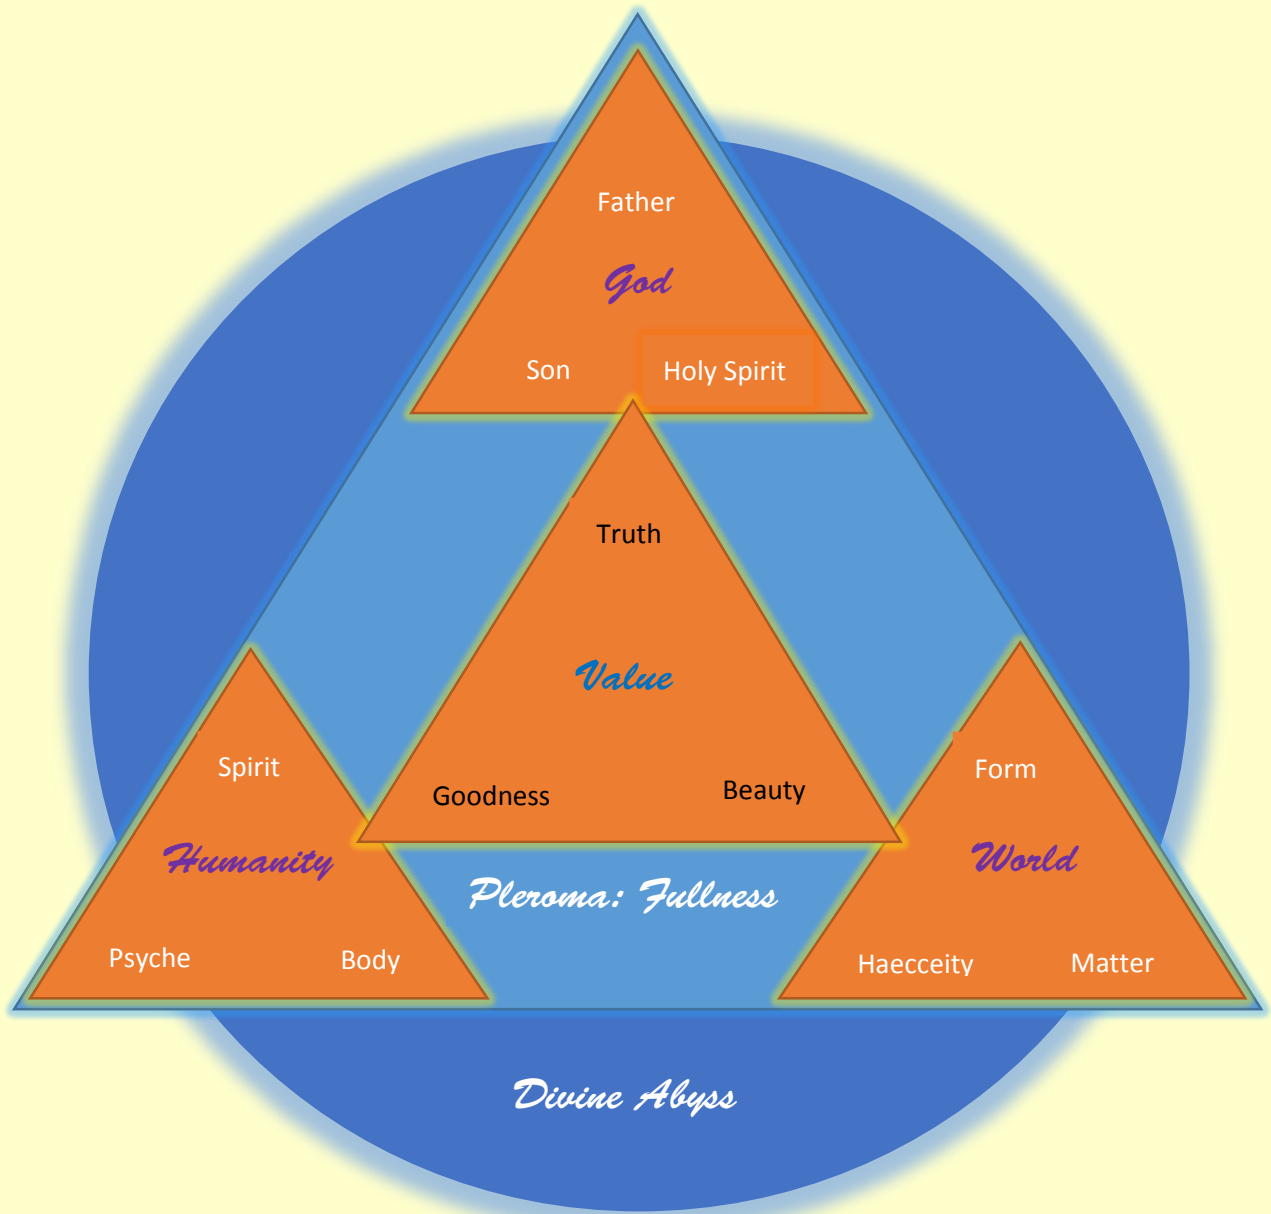 Father
God
Son
Holy Spirit
Truth
Value
Goodness
Beauty
Spirit
Humanity
Psyche
Body
Form
World
Haecceity
Matter
Pleroma: Fullness
Divine Abyss